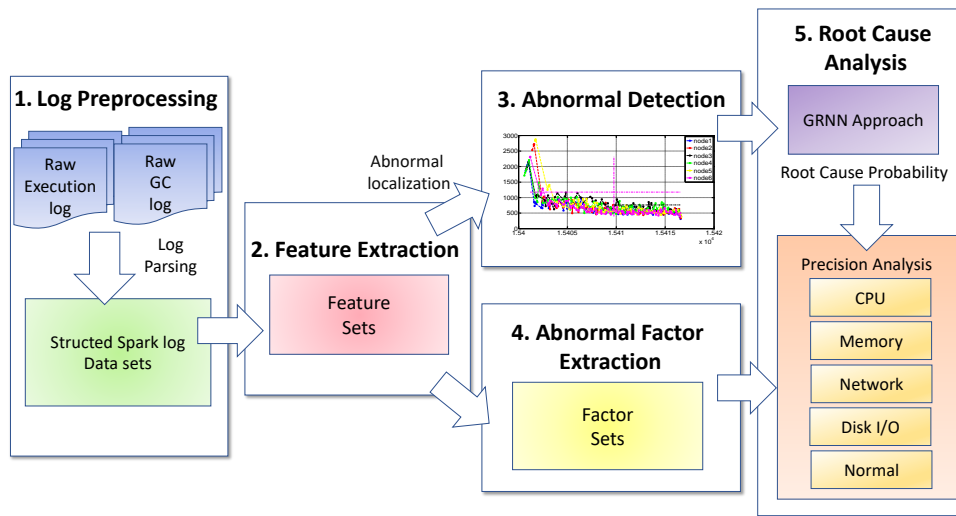 1. Log Preprocessing
Raw
Execution
log
Raw
GC
log
Log
Parsing
Structed Spark log
Data sets
2. Feature Extraction
Feature
Sets
Abnormal
localization
3. Abnormal Detection
3000
2500
2000
1500
1000
500
0
1.54
1.5405
1.541
1.5415
1.542
node1
node2
node3
node4
node5
node6
4. Abnormal Factor
Extraction
Factor
Sets
5. Root Cause
Analysis
GRNN Approach
Root Cause Probability
Precision Analysis
CPU
Memory
Network
Disk I/O
Normal